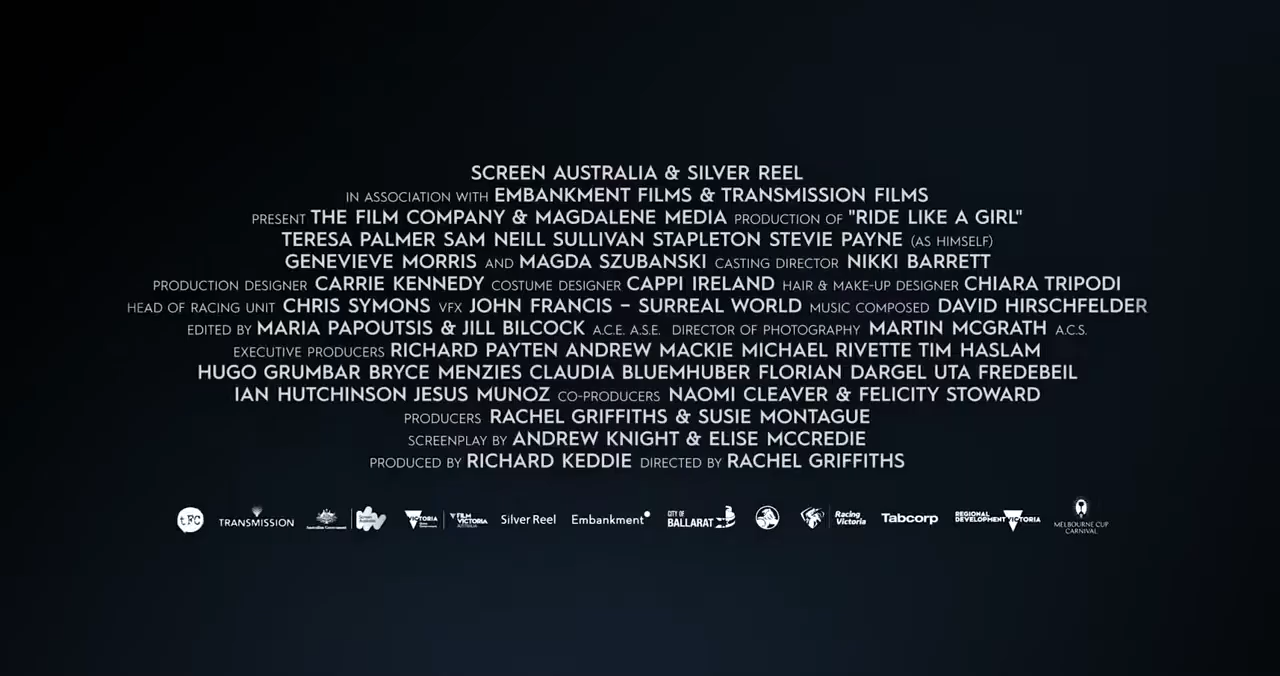 SCREEN AUSTRALIA & SILVER REEL
IN ASSOCIATION WITH EMBANKMENT FILMS & TRANSMISSION FILMS
PRESENT THE FILM COMPANY & MAGDALENE MEDIA PRODUCTION OF "RIDE LIKE A GIRL"
TERESA PALMER SAM NEILL SULLIVAN STAPLETON STEVIE PAYNE (AS HIMSELF)
GENEVIEVE MORRIS AND MAGDA SZUBANSKI CASTING DIRECTOR NIKKI BARRETT
PRODUCTION DESIGNER CARRIE KENNEDY COSTUME DESIGNER CAPPI IRELAND HAIR & MAKE-UP DESIGNER CHIARA TRIPODI
HEAD OF RACING UNIT CHRIS SYMONS VFX JOHN FRANCIS – SURREAL WORLD MUSIC COMPOSED DAVID HIRSCHFELDER
EDITED BY MARIA PAPOUTSIS & JILL BILCOCK A.C.E. A.S.E. DIRECTOR OF PHOTOGRAPHY MARTIN MCGRATH A.C.S.
EXECUTIVE PRODUCERS RICHARD PAYTEN ANDREW MACKIE MICHAEL RIVETTE TIM HASLAM
HUGO GRUMBAR BRYCE MENZIES CLAUDIA BLUEMHUBER FLORIAN DARGEL UTA FREDEBEIL
IAN HUTCHINSON JESUS MUNOZ CO-PRODUCERS NAOMI CLEAVER & FELICITY STOWARD
PRODUCERS RACHEL GRIFFITHS & SUSIE MONTAGUE
SCREENPLAY BY ANDREW KNIGHT & ELISE MCCREDIE
PRODUCED BY RICHARD KEDDIE DIRECTED BY RACHEL GRIFFITHS
tFC
TRANSMISSION
Australian Government
VICTORIA
FILM VICTORIA
AUSTRALIA
Silver Reel
Embankment
CITY OF
BALLARAT
Racing
Victoria
Tabcorp
REGIONAL
DEVELOPMENT VICTORIA
MELBOURNE CUP
CARNIVAL